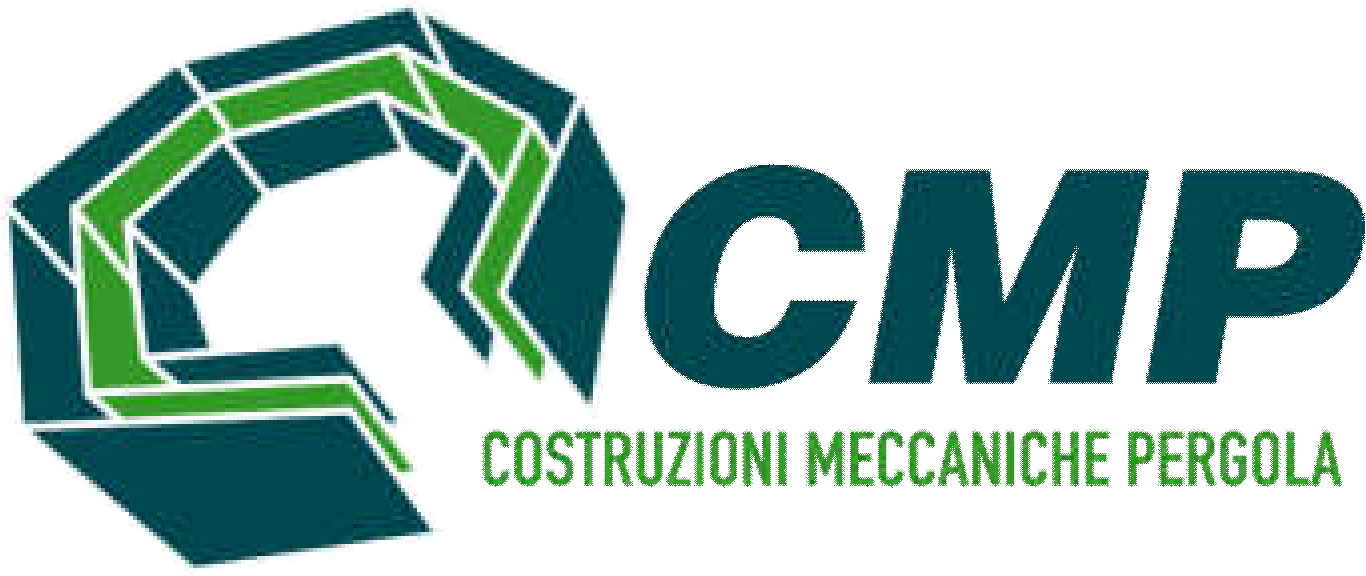 CMP
COSTRUZIONI MECCANICHE PERGOLA